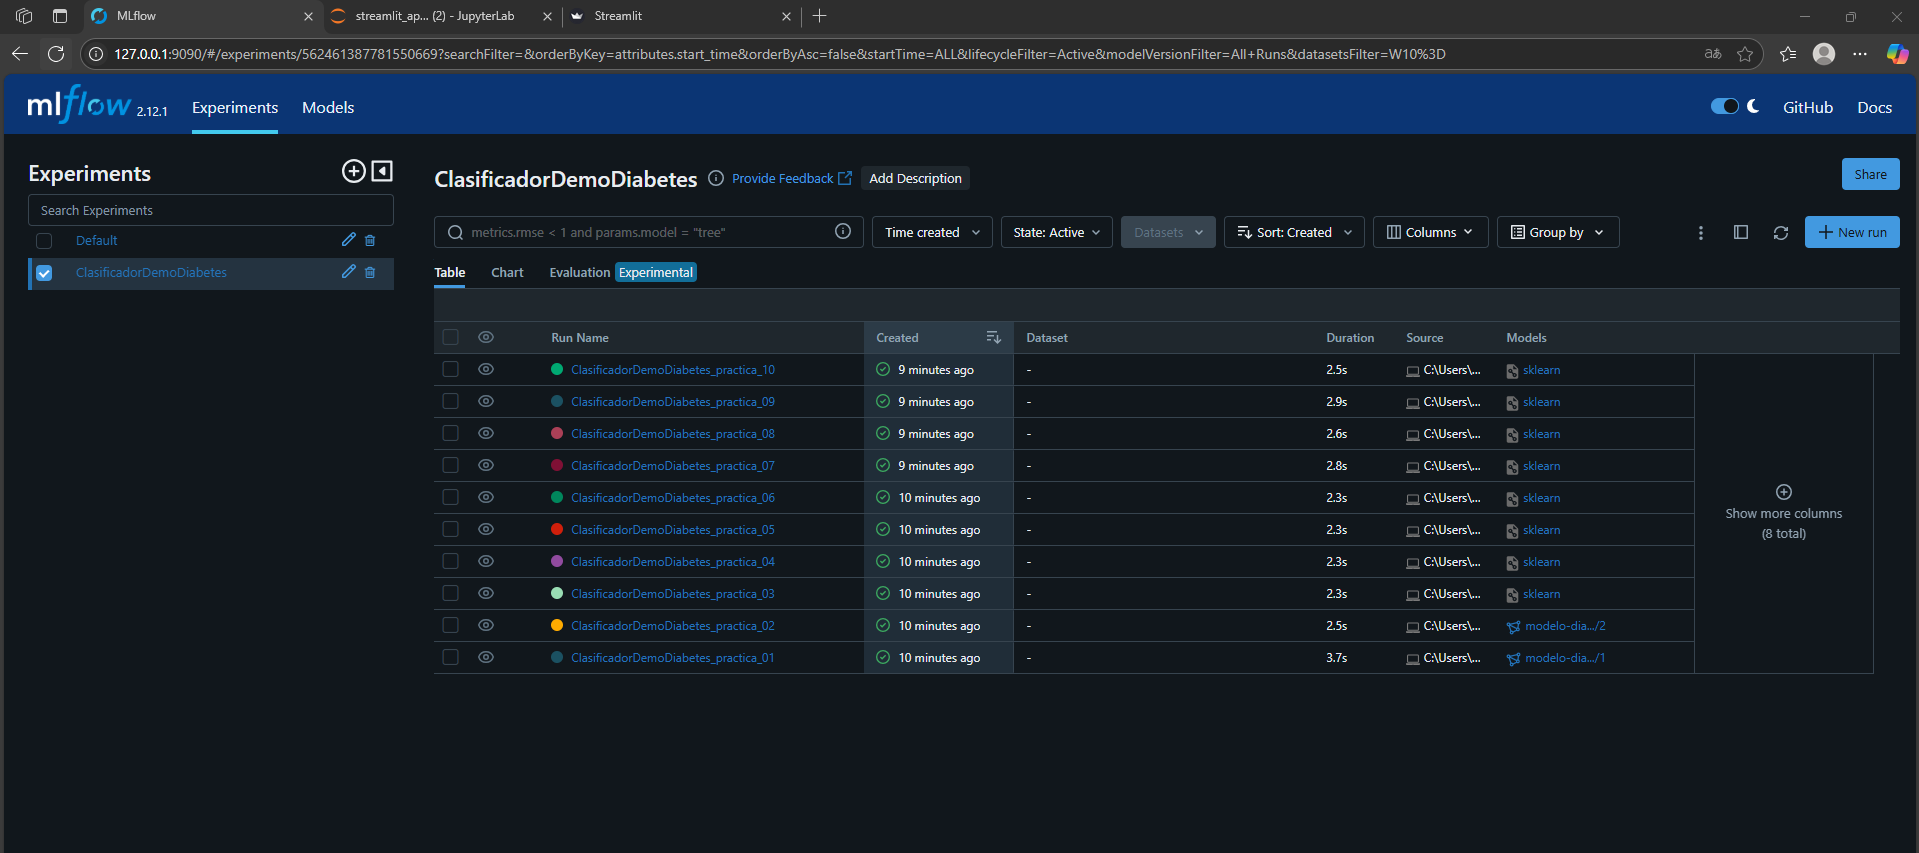 MLflow
streamlit_ap... (2) - JupyterLab
Streamlit
127.0.0.1:9090/#/experiments/562461387781550669?searchFilter=&orderByKey=attributes.start_time&orderByAsc=false&startTime=ALL&lifecycleFilter=Active&modelVersionFilter=All+Runs&datasetsFilter=W10%3D
mlflow 2.12.1 Experiments Models GitHub Docs
Experiments
Search Experiments
Default
ClasificadorDemoDiabetes
ClasificadorDemoDiabetes Provide Feedback Add Description Share
metrics.rmse < 1 and params.model = "tree" Time created State: Active Datasets Sort: Created Columns Group by New run
Table Chart Evaluation Experimental
Run Name Created Dataset Duration Source Models
ClasificadorDemoDiabetes_practica_10 9 minutes ago - 2.5s C:\Users\... sklearn
ClasificadorDemoDiabetes_practica_09 9 minutes ago - 2.9s C:\Users\... sklearn
ClasificadorDemoDiabetes_practica_08 9 minutes ago - 2.6s C:\Users\... sklearn
ClasificadorDemoDiabetes_practica_07 9 minutes ago - 2.8s C:\Users\... sklearn
ClasificadorDemoDiabetes_practica_06 10 minutes ago - 2.3s C:\Users\... sklearn
ClasificadorDemoDiabetes_practica_05 10 minutes ago - 2.3s C:\Users\... sklearn
ClasificadorDemoDiabetes_practica_04 10 minutes ago - 2.3s C:\Users\... sklearn
ClasificadorDemoDiabetes_practica_03 10 minutes ago - 2.3s C:\Users\... sklearn
ClasificadorDemoDiabetes_practica_02 10 minutes ago - 2.5s C:\Users\... modelo-dia.../2
ClasificadorDemoDiabetes_practica_01 10 minutes ago - 3.7s C:\Users\... modelo-dia.../1
Show more columns
(8 total)